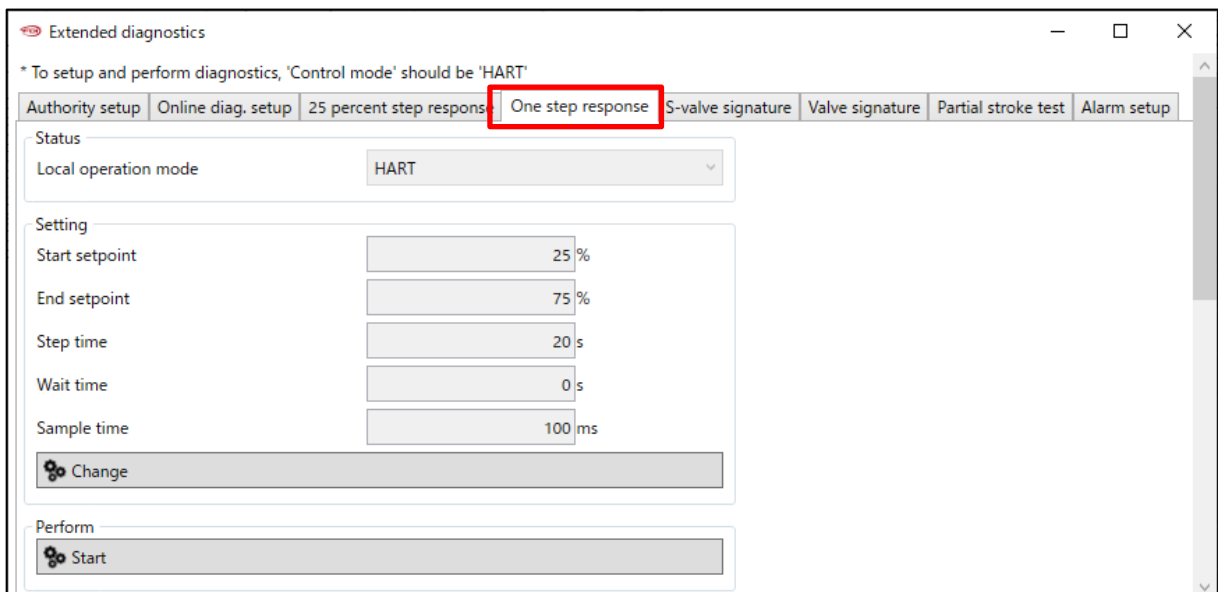 Extended diagnostics
* To setup and perform diagnostics, 'Control mode' should be 'HART'
Authority setup Online diag. setup 25 percent step response One step response S-valve signature Valve signature Partial stroke test Alarm setup
Status
Local operation mode HART
Setting
Start setpoint 25 %
End setpoint 75 %
Step time 20 s
Wait time 0 s
Sample time 100 ms
Change
Perform
Start